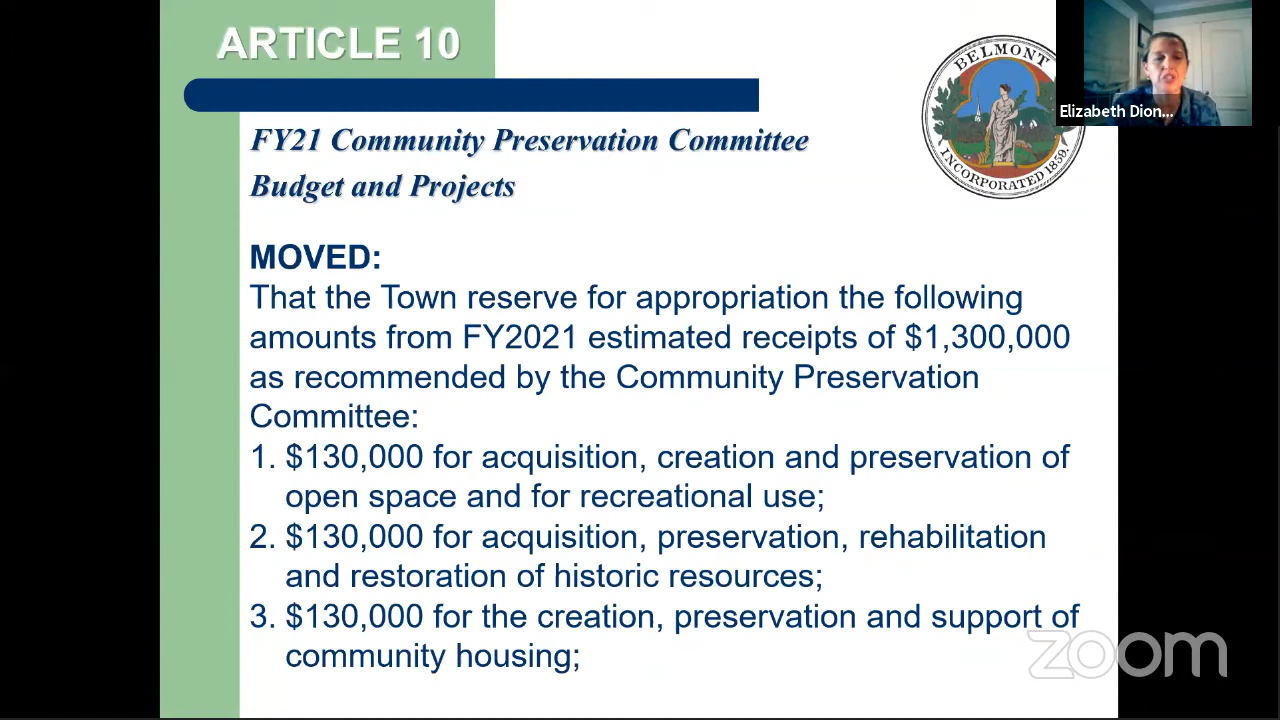 ARTICLE 10
BELMONT
INCORPORATED 1859.
Elizabeth Dion...
FY21 Community Preservation Committee
Budget and Projects
MOVED:
That the Town reserve for appropriation the following
amounts from FY2021 estimated receipts of $1,300,000
as recommended by the Community Preservation
Committee:
1. $130,000 for acquisition, creation and preservation of
open space and for recreational use;
2. $130,000 for acquisition, preservation, rehabilitation
and restoration of historic resources;
3. $130,000 for the creation, preservation and support of
community housing;
zoom